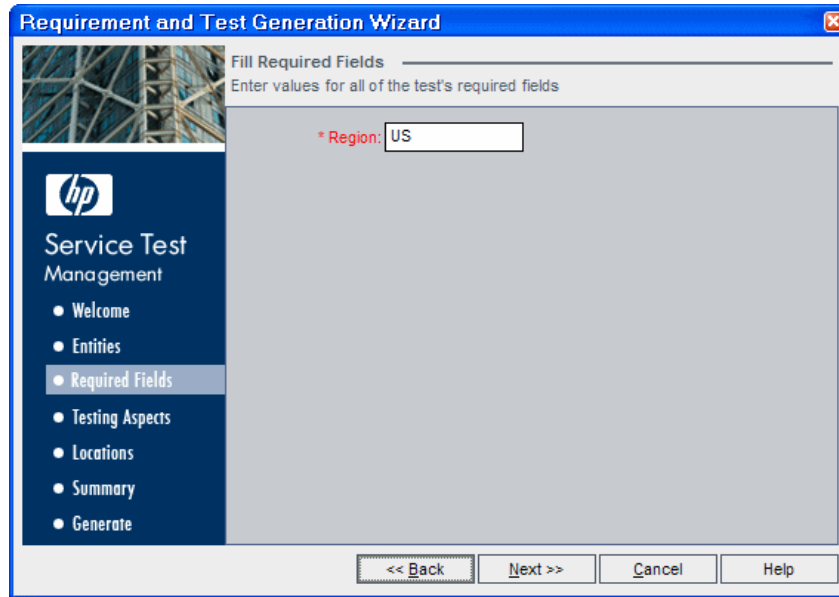 Requirement and Test Generation Wizard
Fill Required Fields
Enter values for all of the test's required fields
* Region: US
hp
Service Test
Management
Welcome
Entities
Required Fields
Testing Aspects
Locations
Summary
Generate
<< Back
Next >>
Cancel
Help